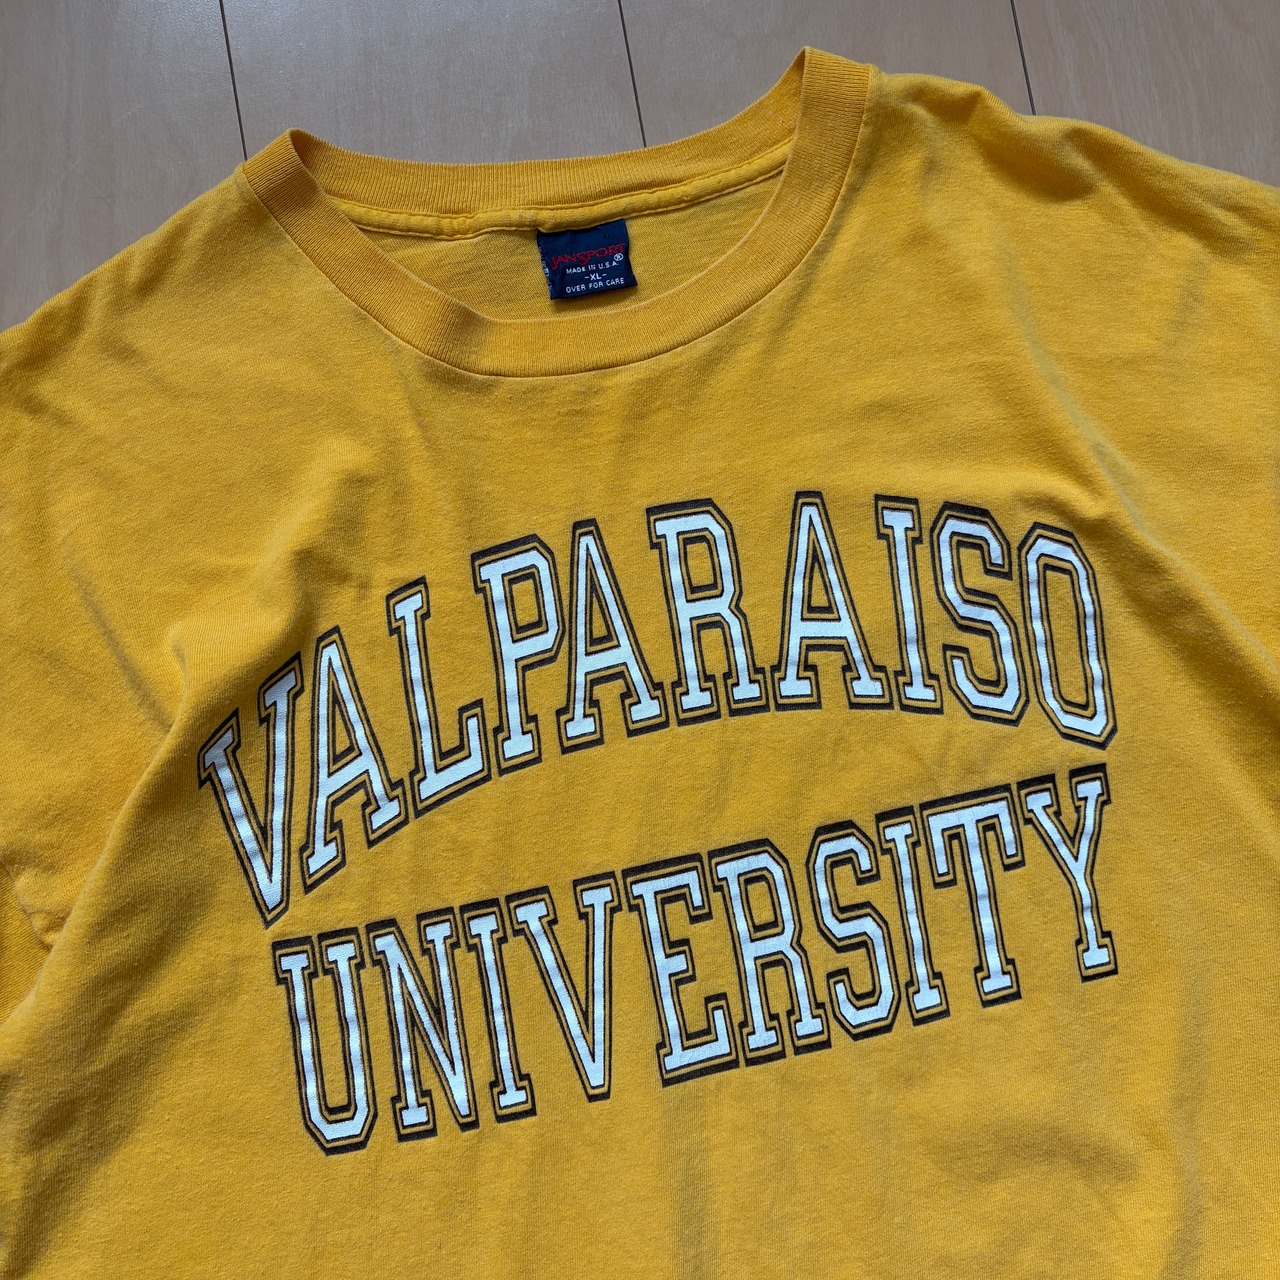 JANSPORT®
MADE IN U.S.A.
-XL-
OVER FOR CARE
VALPARAISO
UNIVERSITY